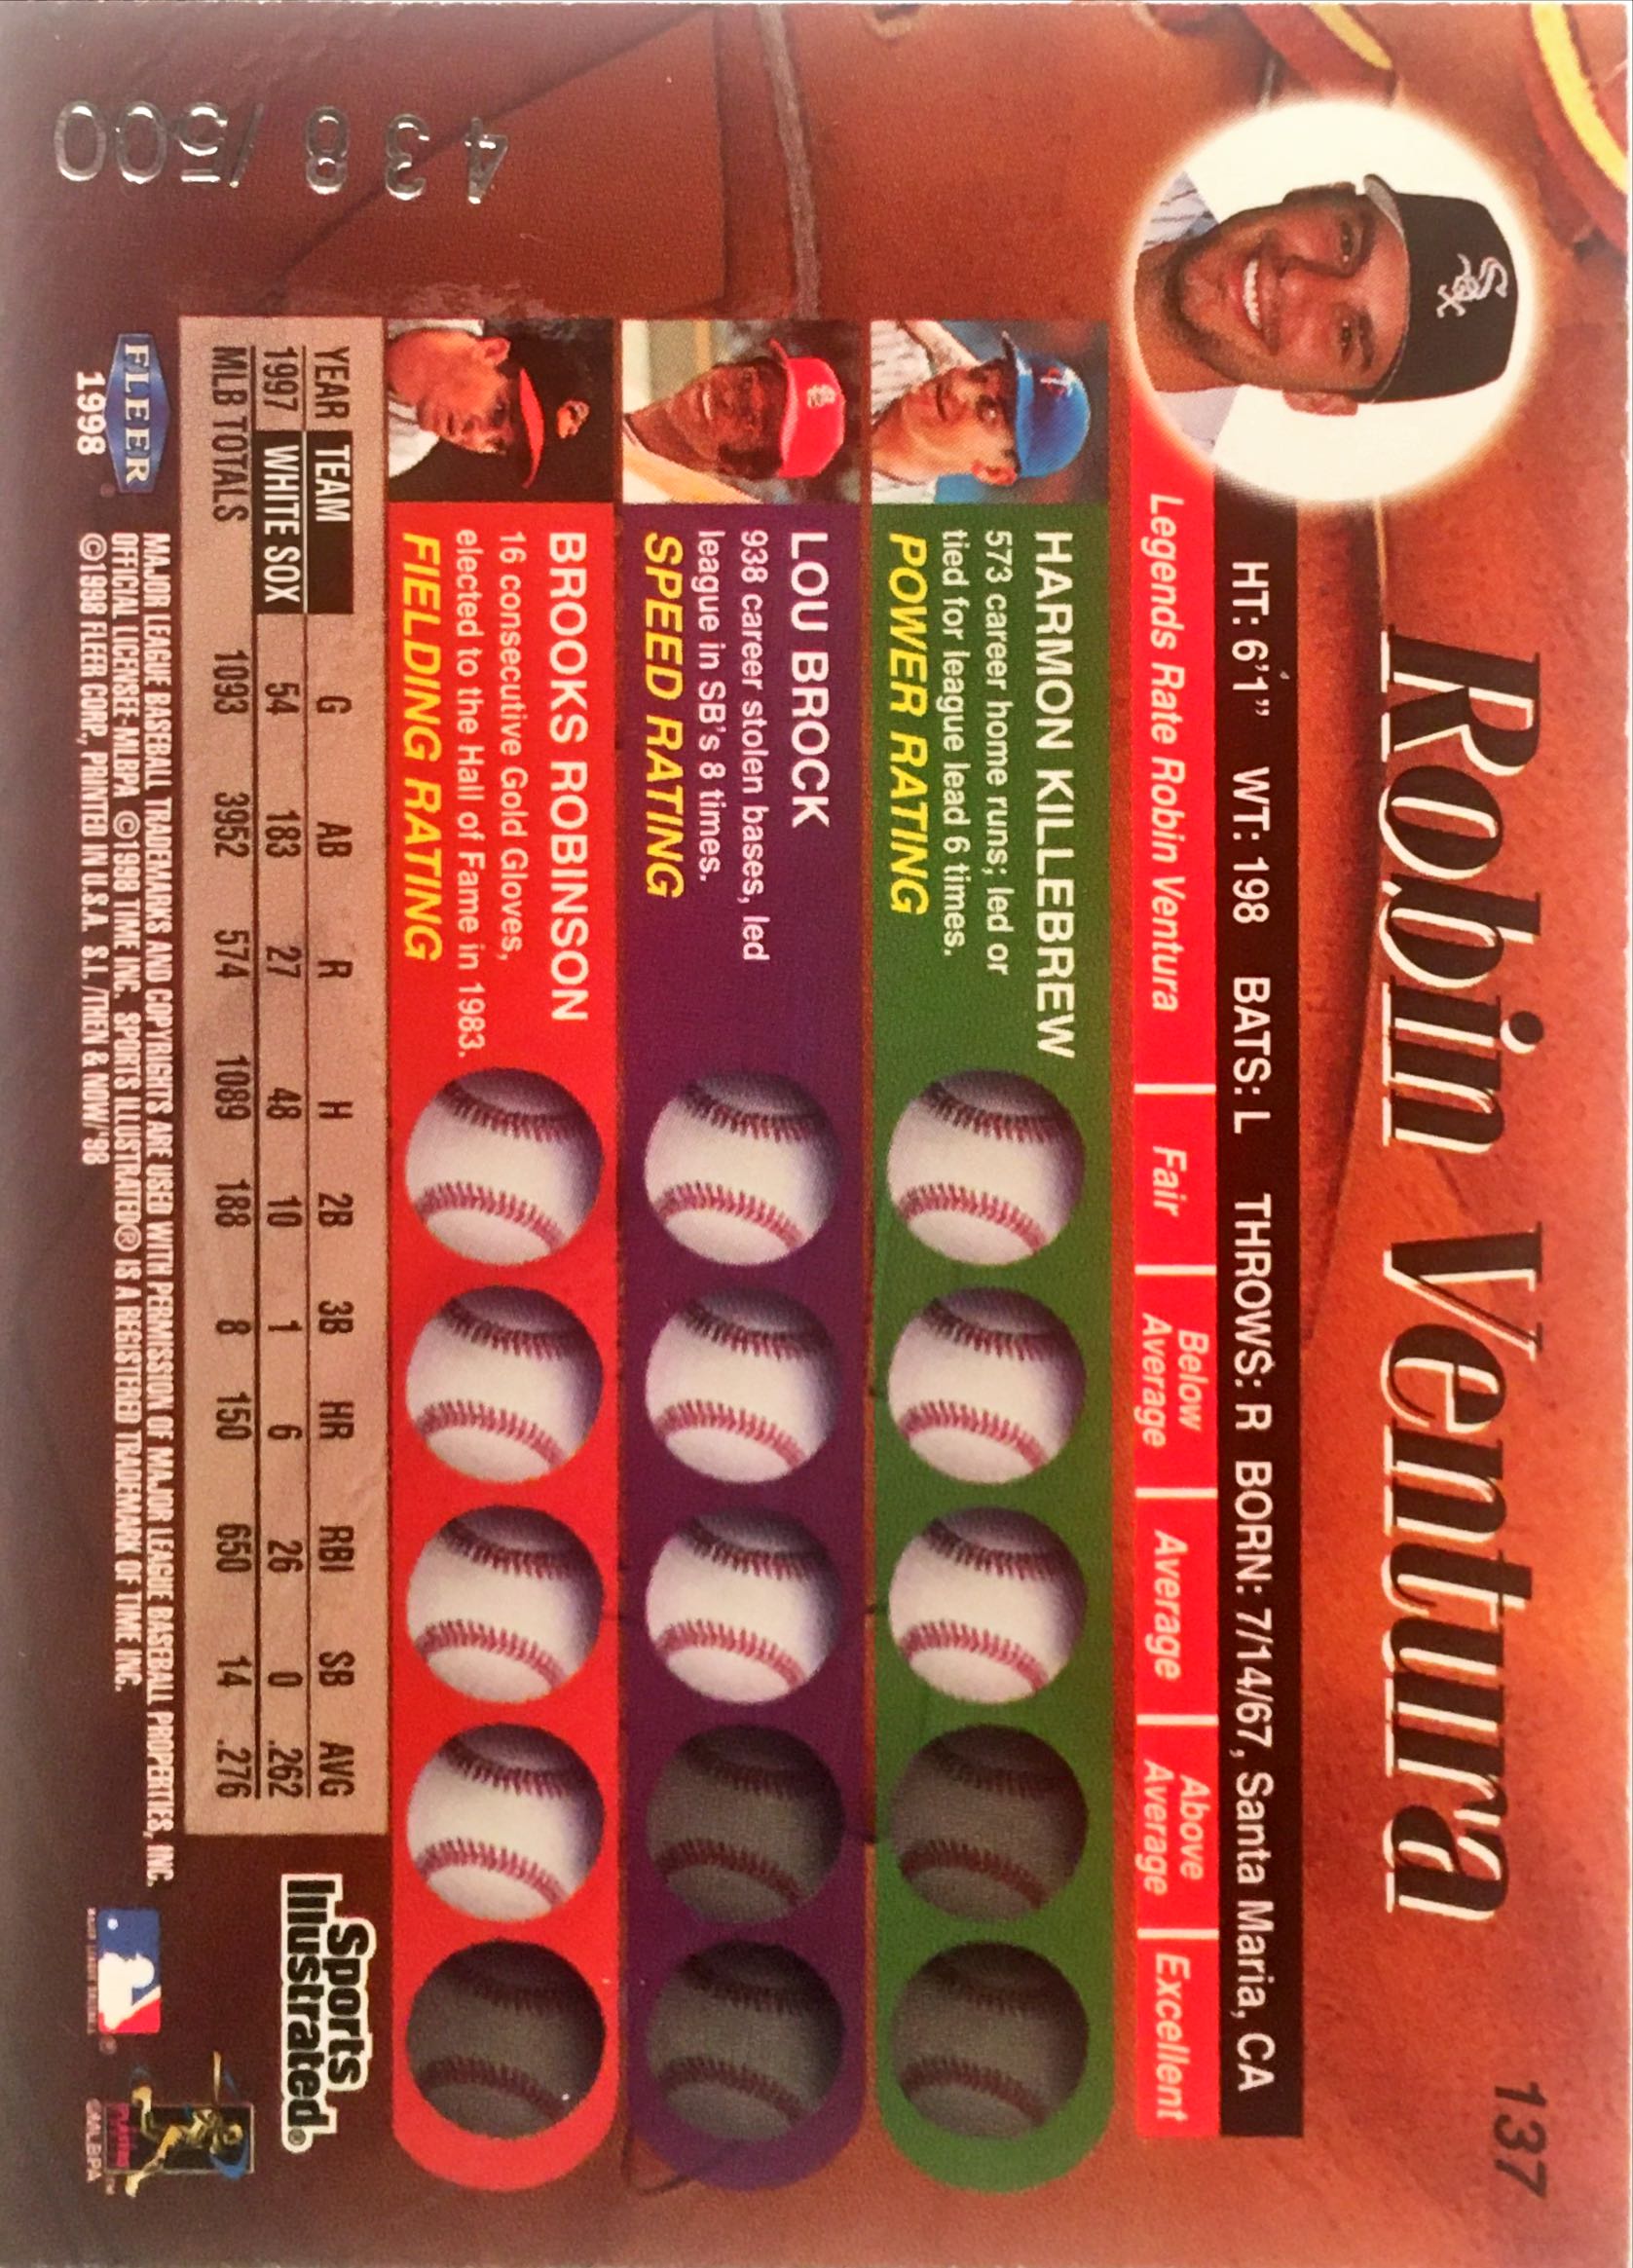 137
Robin Ventura
HT: 6'1" WT: 198 BATS: L THROWS: R BORN: 7/14/67, Santa Maria, CA
Legends Rate Robin Ventura Fair Below Average Average Above Average Excellent
HARMON KILLEBREW
573 career home runs; led or
tied for league lead 6 times.
POWER RATING
LOU BROCK
938 career stolen bases, led
league in SB's 8 times.
SPEED RATING
BROOKS ROBINSON
16 consecutive Gold Gloves,
elected to the Hall of Fame in 1983.
FIELDING RATING
YEAR TEAM G AB R H 2B 3B HR RBI SB AVG
1997 WHITE SOX 54 183 27 48 10 1 6 26 0 .262
MLB TOTALS 1093 3952 574 1089 188 8 150 650 14 .276
Sports
Illustrated®
FLEER®
1998
MAJOR LEAGUE BASEBALL TRADEMARKS AND COPYRIGHTS ARE USED WITH PERMISSION OF MAJOR LEAGUE BASEBALL PROPERTIES, INC.
OFFICIAL LICENSEE-MLBPA ©1998 TIME INC. SPORTS ILLUSTRATED® IS A REGISTERED TRADEMARK OF TIME INC.
©1998 FLEER CORP., PRINTED IN U.S.A. S.I./THEN & NOW/'98
PLAYERS
©MLBPA
438/500
Sox